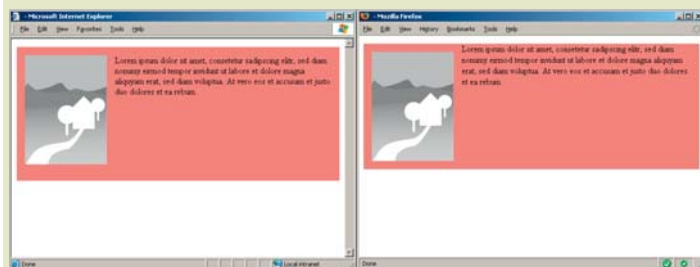 - Microsoft Internet Explorer
File Edit View Favorites Tools Help
Lorem ipsum dolor sit amet, consetetur sadipscing elitr, sed diam
nonumy eirmod tempor invidunt ut labore et dolore magna
aliquyam erat, sed diam voluptua. At vero eos et accusam et justo
duo dolores et ea rebum.
Done
Local intranet
- Mozilla Firefox
File Edit View History Bookmarks Tools Help
Lorem ipsum dolor sit amet, consetetur sadipscing elitr, sed diam
nonumy eirmod tempor invidunt ut labore et dolore magna aliquyam
erat, sed diam voluptua. At vero eos et accusam et justo duo dolores
et ea rebum.
Done